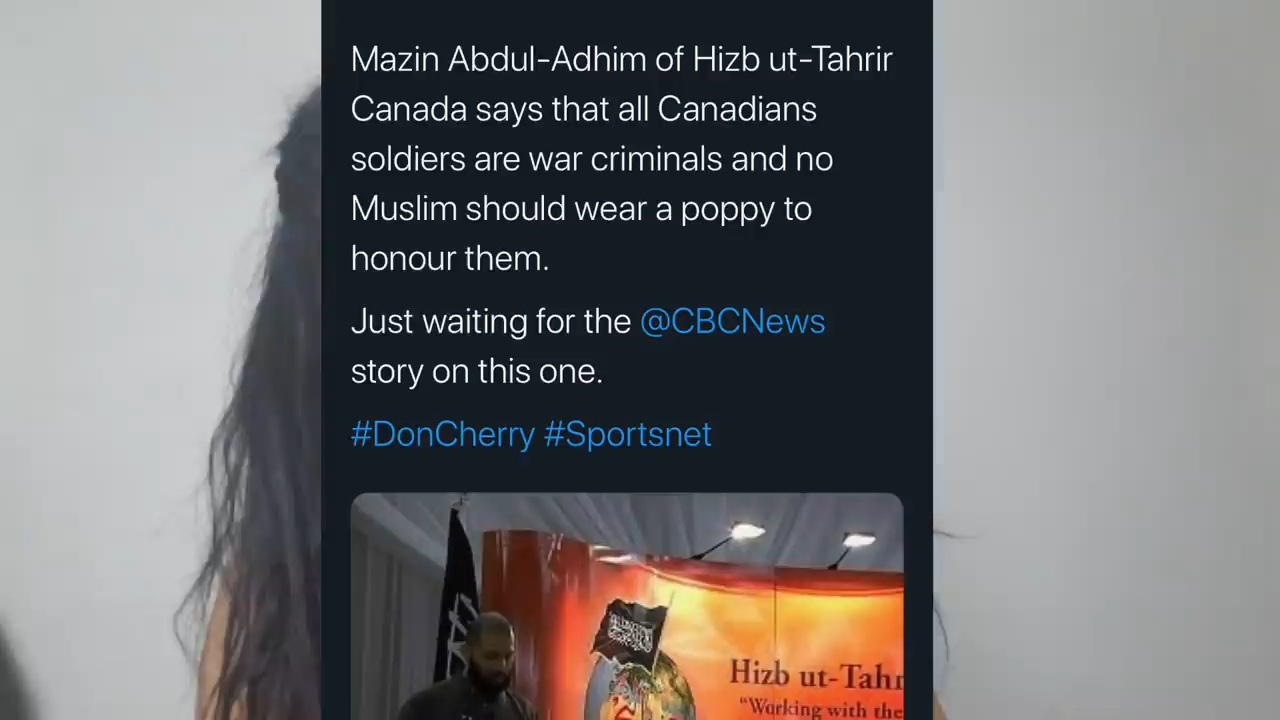 Mazin Abdul-Adhim of Hizb ut-Tahrir
Canada says that all Canadians
soldiers are war criminals and no
Muslim should wear a poppy to
honour them.
Just waiting for the @CBCNews
story on this one.
#DonCherry #Sportsnet
Hizb ut-Tahr
"Working with the